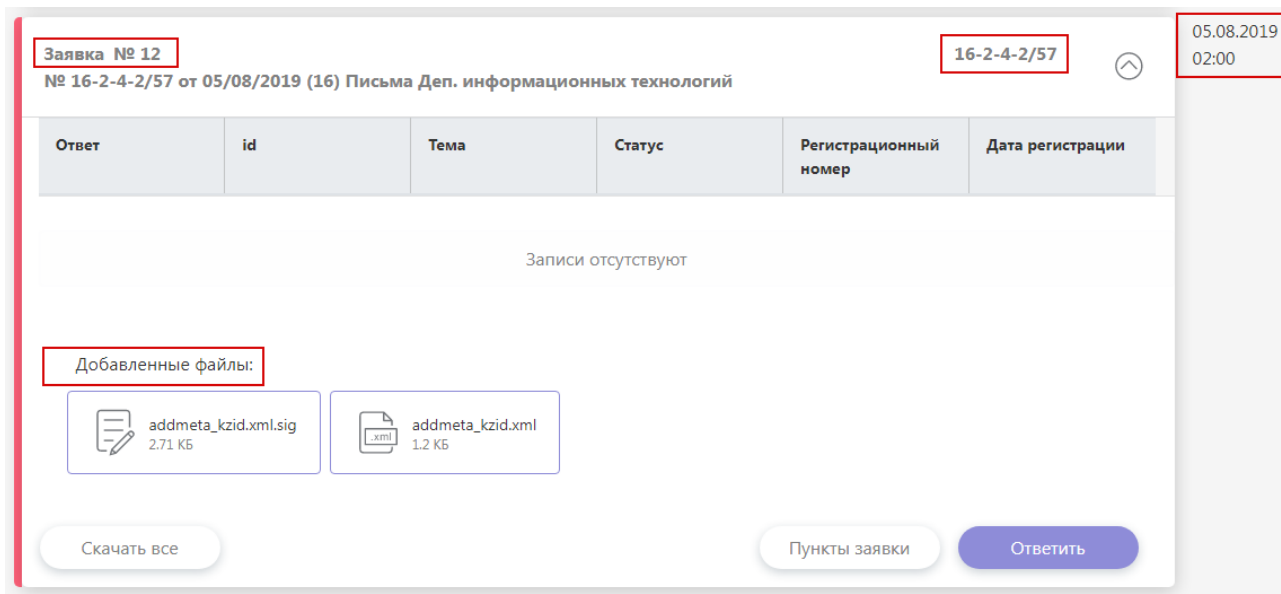 Заявка № 12
16-2-4-2/57
05.08.2019
02:00
№ 16-2-4-2/57 от 05/08/2019 (16) Письма Деп. информационных технологий
Ответ
id
Тема
Статус
Регистрационный
номер
Дата регистрации
Записи отсутствуют
Добавленные файлы:
addmeta_kzid.xml.sig
2.71 КБ
.xml
addmeta_kzid.xml
1.2 КБ
Скачать все
Пункты заявки
Ответить